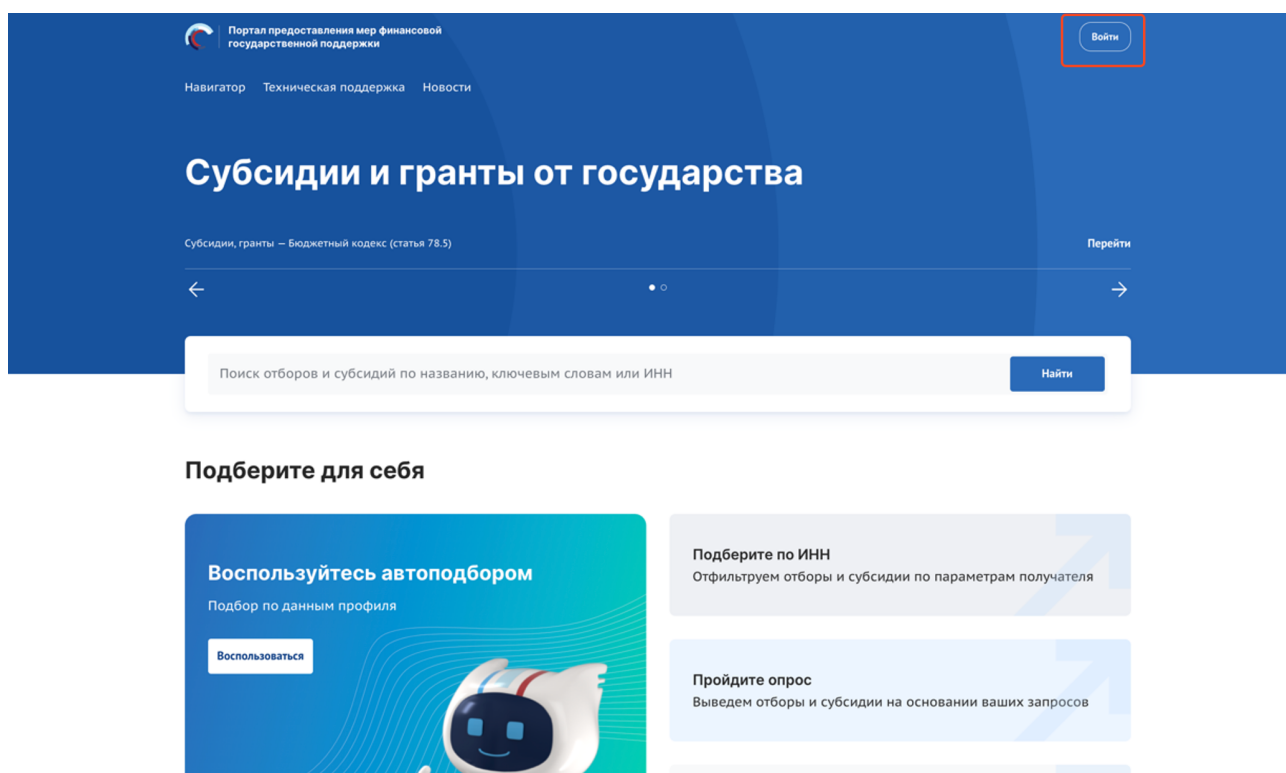 Портал предоставления мер финансовой
государственной поддержки
Войти
Навигатор Техническая поддержка Новости
Субсидии и гранты от государства
Субсидии, гранты — Бюджетный кодекс (статья 78.5)
Перейти
Поиск отборов и субсидий по названию, ключевым словам или ИНН
Найти
Подберите для себя
Воспользуйтесь автоподбором
Подбор по данным профиля
Воспользоваться
Подберите по ИНН
Отфильтруем отборы и субсидии по параметрам получателя
Пройдите опрос
Выведем отборы и субсидии на основании ваших запросов